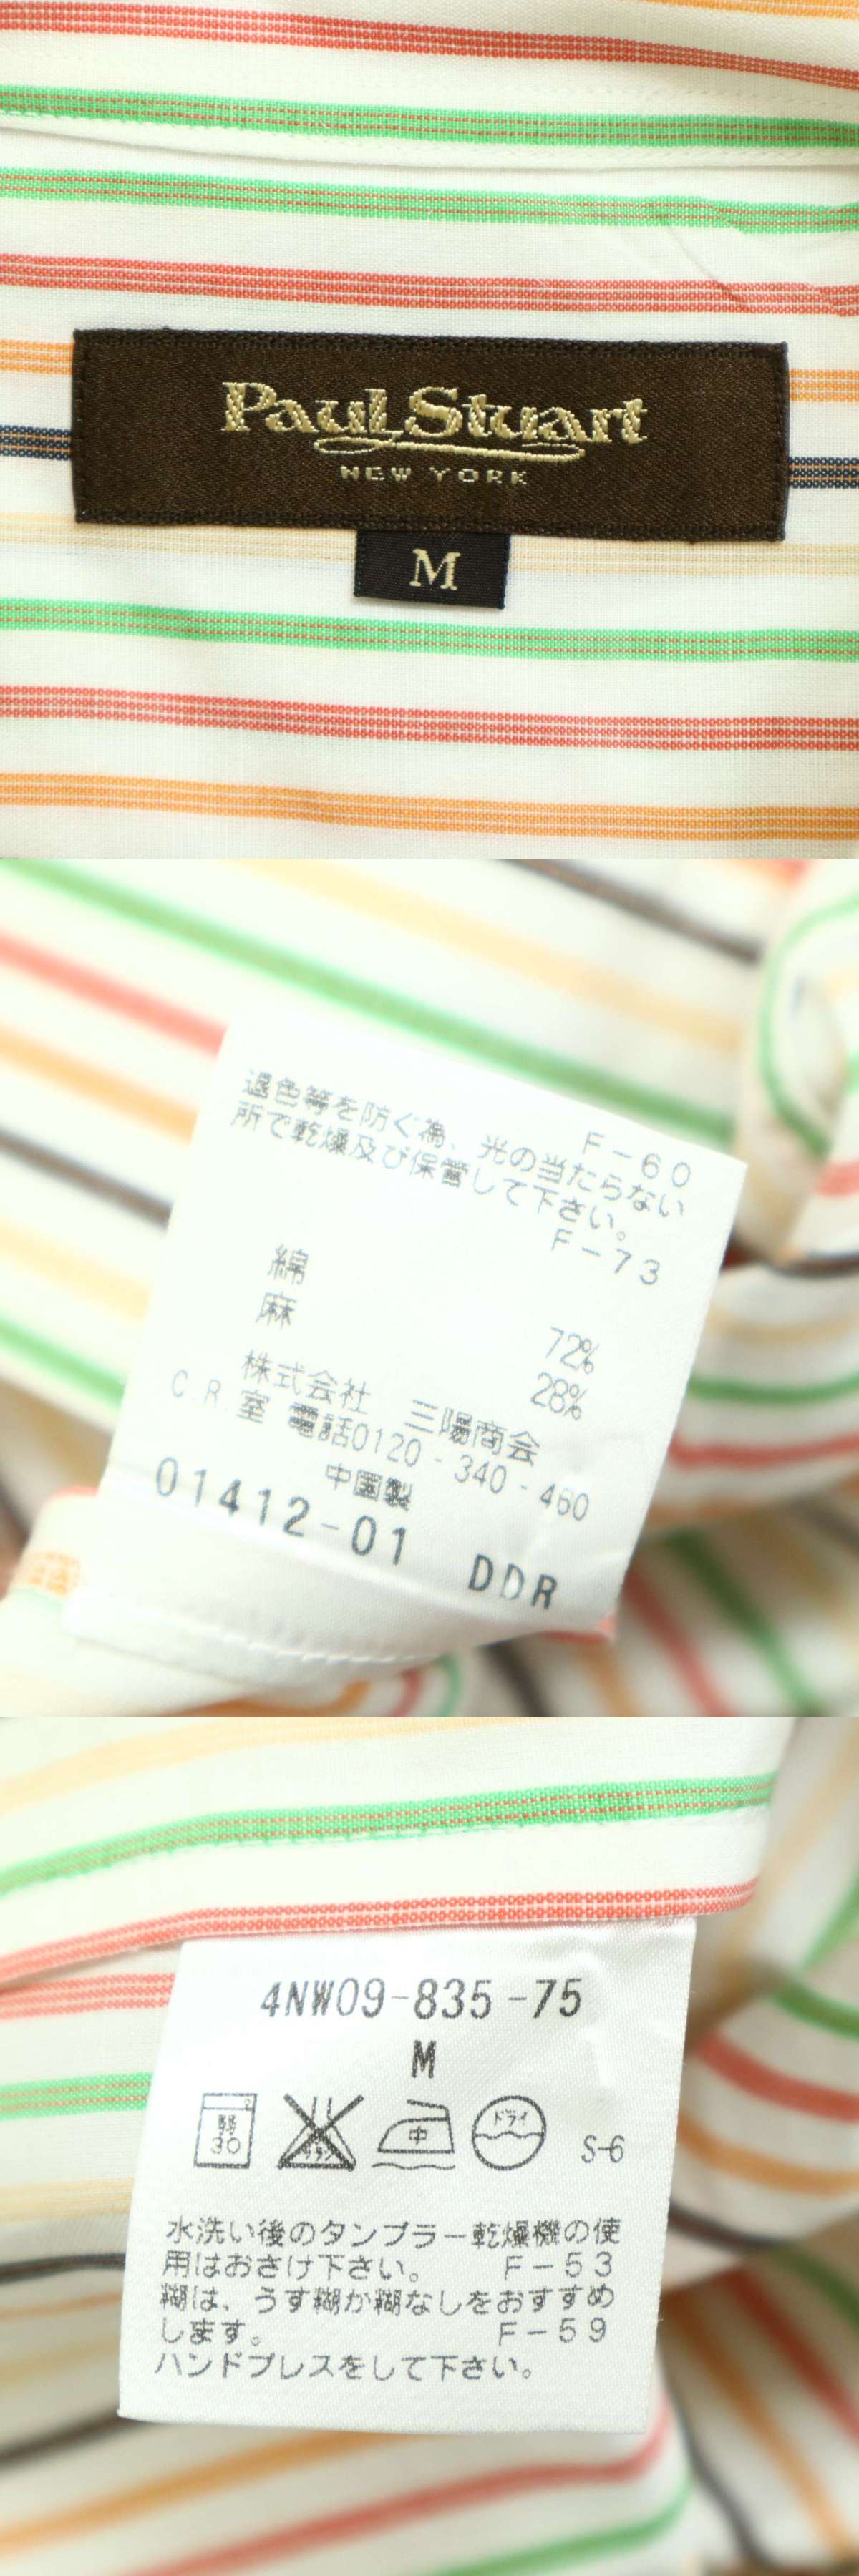 Paul Stuart
NEW YORK
M
F-60
退色等を防ぐ為、光の当たらない
所で乾燥及び保管して下さい。
F-73
綿 72%
麻 28%
株式会社 三陽商会
C.R.室 電話0120-340-460
中国製
01412-01 DDR
4NW09-835-75
M
弱
30
中
ドライ
S-6
水洗い後のタンブラー乾燥機の使
用はおさけ下さい。 F-53
糊は、うす糊か糊なしをおすすめ
します。 F-59
ハンドプレスをして下さい。